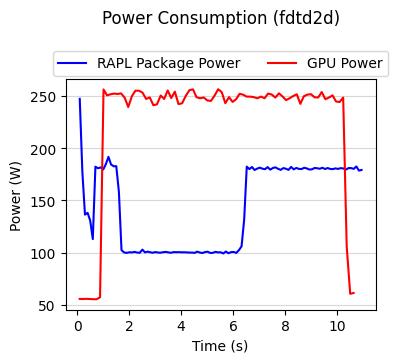 Power Consumption (fdtd2d)
RAPL Package Power GPU Power
250
200
150
100
50
Power (W)
0 2 4 6 8 10
Time (s)